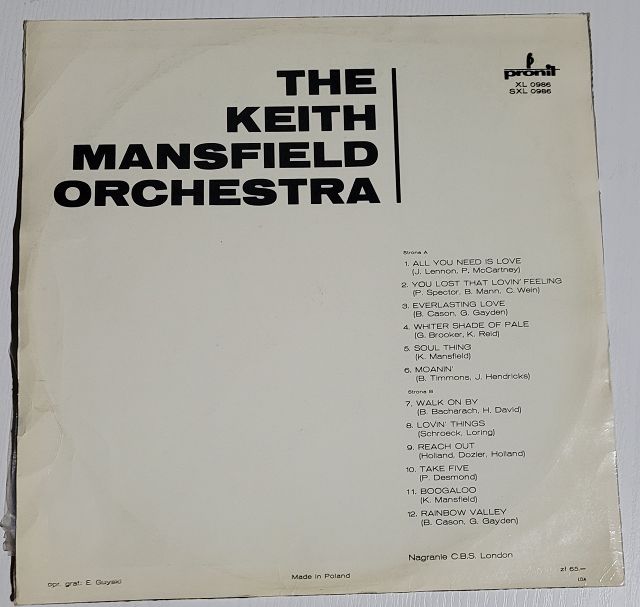 THE
KEITH
MANSFIELD
ORCHESTRA
pronit
XL 0986
SXL 0986
Strona A
1. ALL YOU NEED IS LOVE
(J. Lennon, P. McCartney)
2. YOU LOST THAT LOVIN' FEELING
(P. Spector, B. Mann, C. Wein)
3. EVERLASTING LOVE
(B. Cason, G. Gayden)
4. WHITER SHADE OF PALE
(G. Brooker, K. Reid)
5. SOUL THING
(K. Mansfield)
6. MOANIN'
(B. Timmons, J. Hendricks)
Strona B
7. WALK ON BY
(B. Bacharach, H. David)
8. LOVIN' THINGS
(Schroeck, Loring)
9. REACH OUT
(Holland, Dozier, Holland)
10. TAKE FIVE
(P. Desmond)
11. BOOGALOO
(K. Mansfield)
12. RAINBOW VALLEY
(B. Cason, G. Gayden)
Nagranie C.B.S. London
opr. graf: E.
Made in Poland
zł 65.—